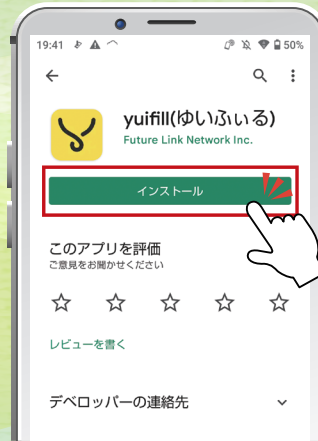 19:41
50%
yuifill(ゆいふぃる)
Future Link Network Inc.
インストール
このアプリを評価
ご意見をお聞かせください
レビューを書く
デベロッパーの連絡先